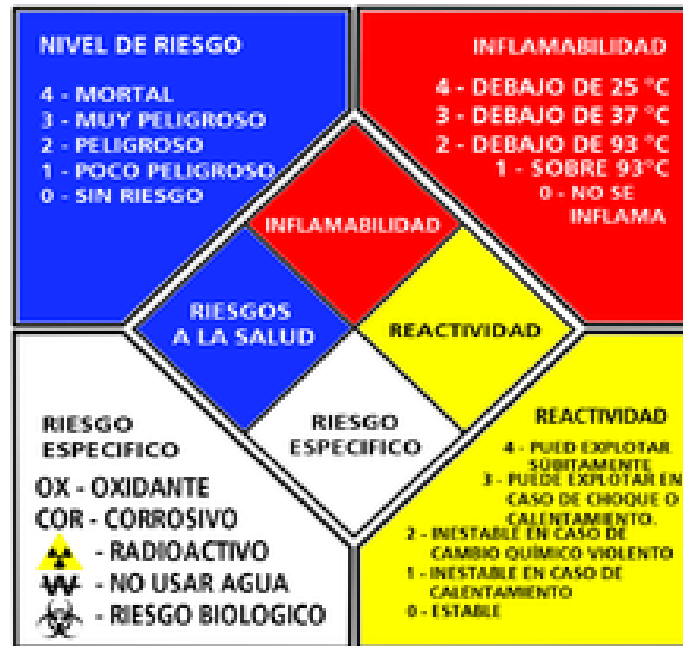 NIVEL DE RIESGO
4 - MORTAL
3 - MUY PELIGROSO
2 - PELIGROSO
1 - POCO PELIGROSO
0 - SIN RIESGO
INFLAMABILIDAD
4 - DEBAJO DE 25 °C
3 - DEBAJO DE 37 °C
2 - DEBAJO DE 93 °C
1 - SOBRE 93°C
0 - NO SE
INFLAMA
INFLAMABILIDAD
RIESGOS
A LA SALUD
REACTIVIDAD
RIESGO
ESPECIFICO
RIESGO
ESPECIFICO
OX - OXIDANTE
COR - CORROSIVO
- RADIOACTIVO
W - NO USAR AGUA
- RIESGO BIOLOGICO
REACTIVIDAD
4 - PUED EXPLOTAR
SÚBITAMENTE
3 - PUEDE EXPLOTAR EN
CASO DE CHOQUE O
CALENTAMIENTO.
2 - INESTABLE EN CASO DE
CAMBIO QUÍMICO VIOLENTO
1 - INESTABLE EN CASO DE
CALENTAMIENTO
0 - ESTABLE